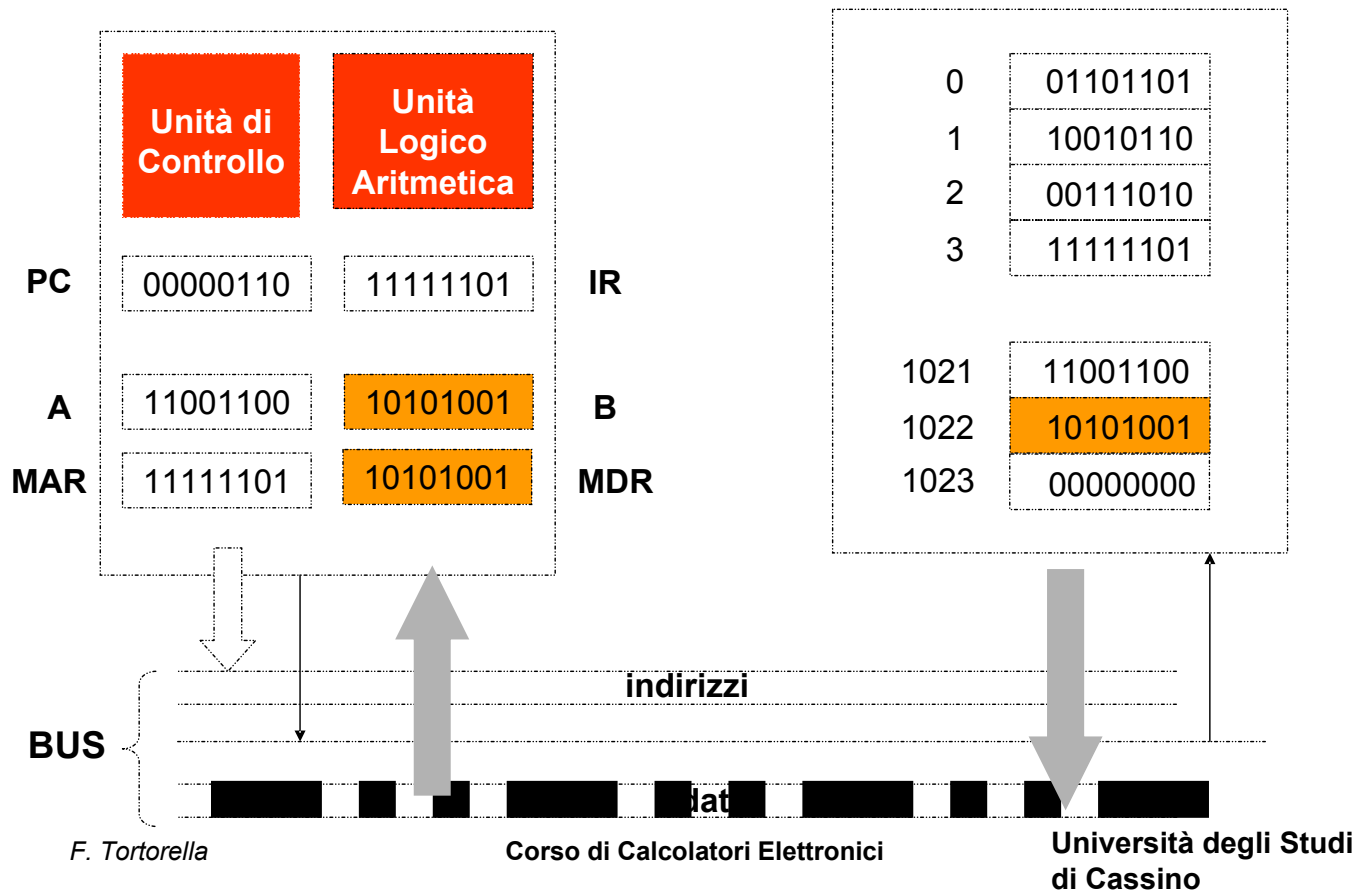 Unità di
Controllo
Unità
Logico
Aritmetica
PC 00000110 11111101 IR
A 11001100 10101001 B
MAR 11111101 10101001 MDR
0 01101101
1 10010110
2 00111010
3 11111101
1021 11001100
1022 10101001
1023 00000000
indirizzi
BUS
dat
F. Tortorella
Corso di Calcolatori Elettronici
Università degli Studi
di Cassino